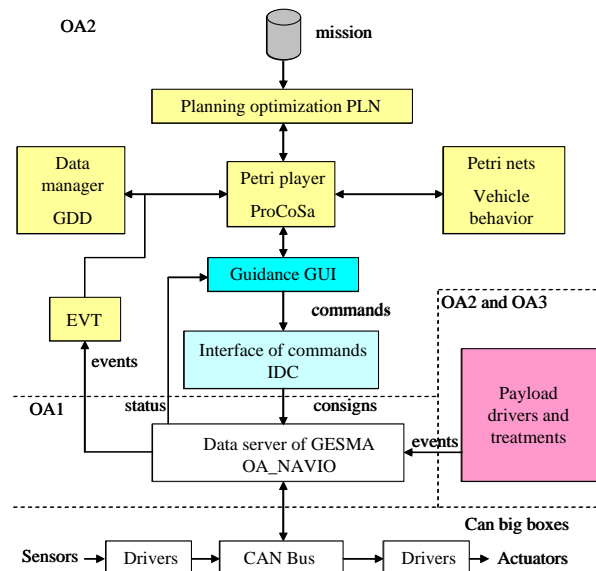 OA2
mission
Planning optimization PLN
Data
manager
GDD
Petri player
ProCoSa
Petri nets
Vehicle
behavior
Guidance GUI
OA2 and OA3
EVT
commands
events
Interface of commands
IDC
Payload
drivers and
treatments
OA1
status
consigns
Data server of GESMA
OA_NAVIO
events
Can big boxes
Sensors
Drivers
CAN Bus
Drivers
Actuators